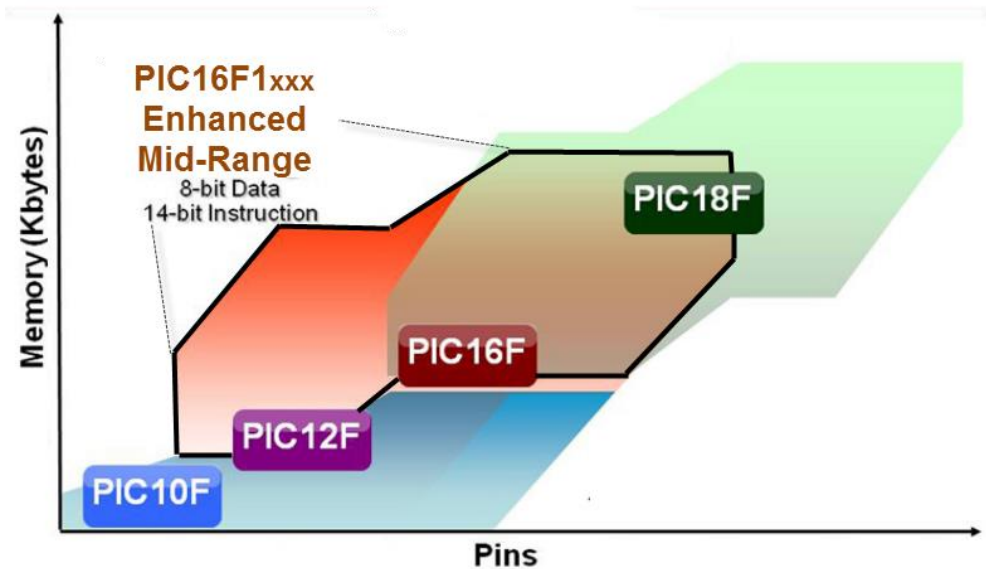 PIC16F1xxx
Enhanced
Mid-Range
8-bit Data
14-bit Instruction
PIC18F
PIC16F
PIC12F
PIC10F
Memory (Kbytes)
Pins